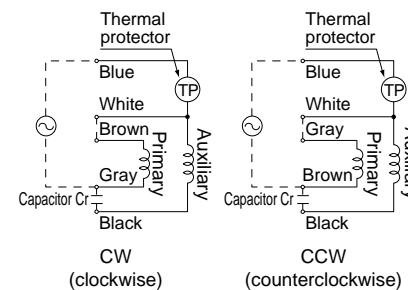 Thermal
protector
Blue
TP
White
Brown
Primary
Auxiliary
Gray
Capacitor Cr
Black
CW
(clockwise)
Thermal
protector
Blue
TP
White
Gray
Primary
Auxiliary
Brown
Capacitor Cr
Black
CCW
(counterclockwise)